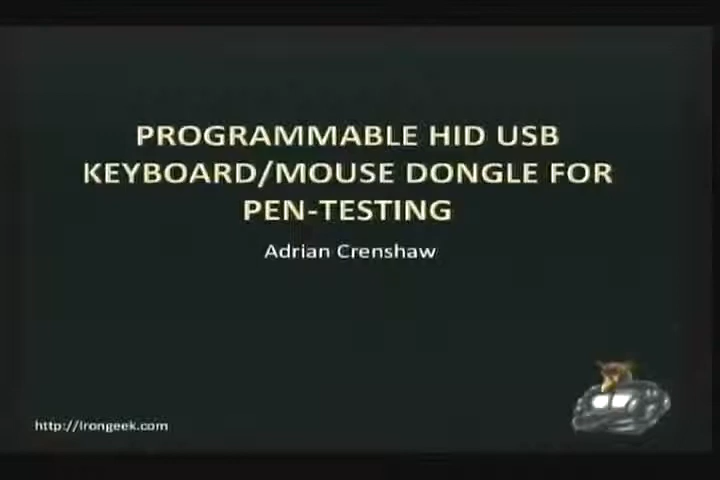 PROGRAMMABLE HID USB
KEYBOARD/MOUSE DONGLE FOR
PEN-TESTING
Adrian Crenshaw
http://Irongeek.com